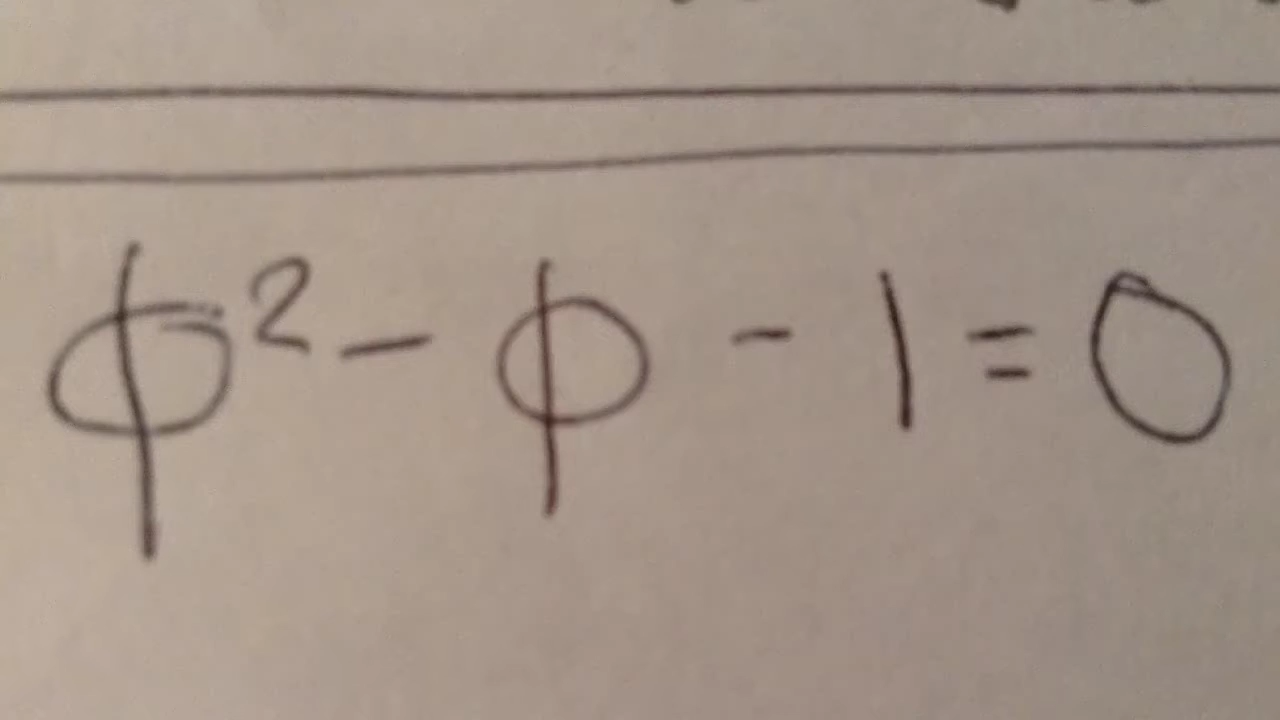 ϕ² - ϕ - 1 = 0